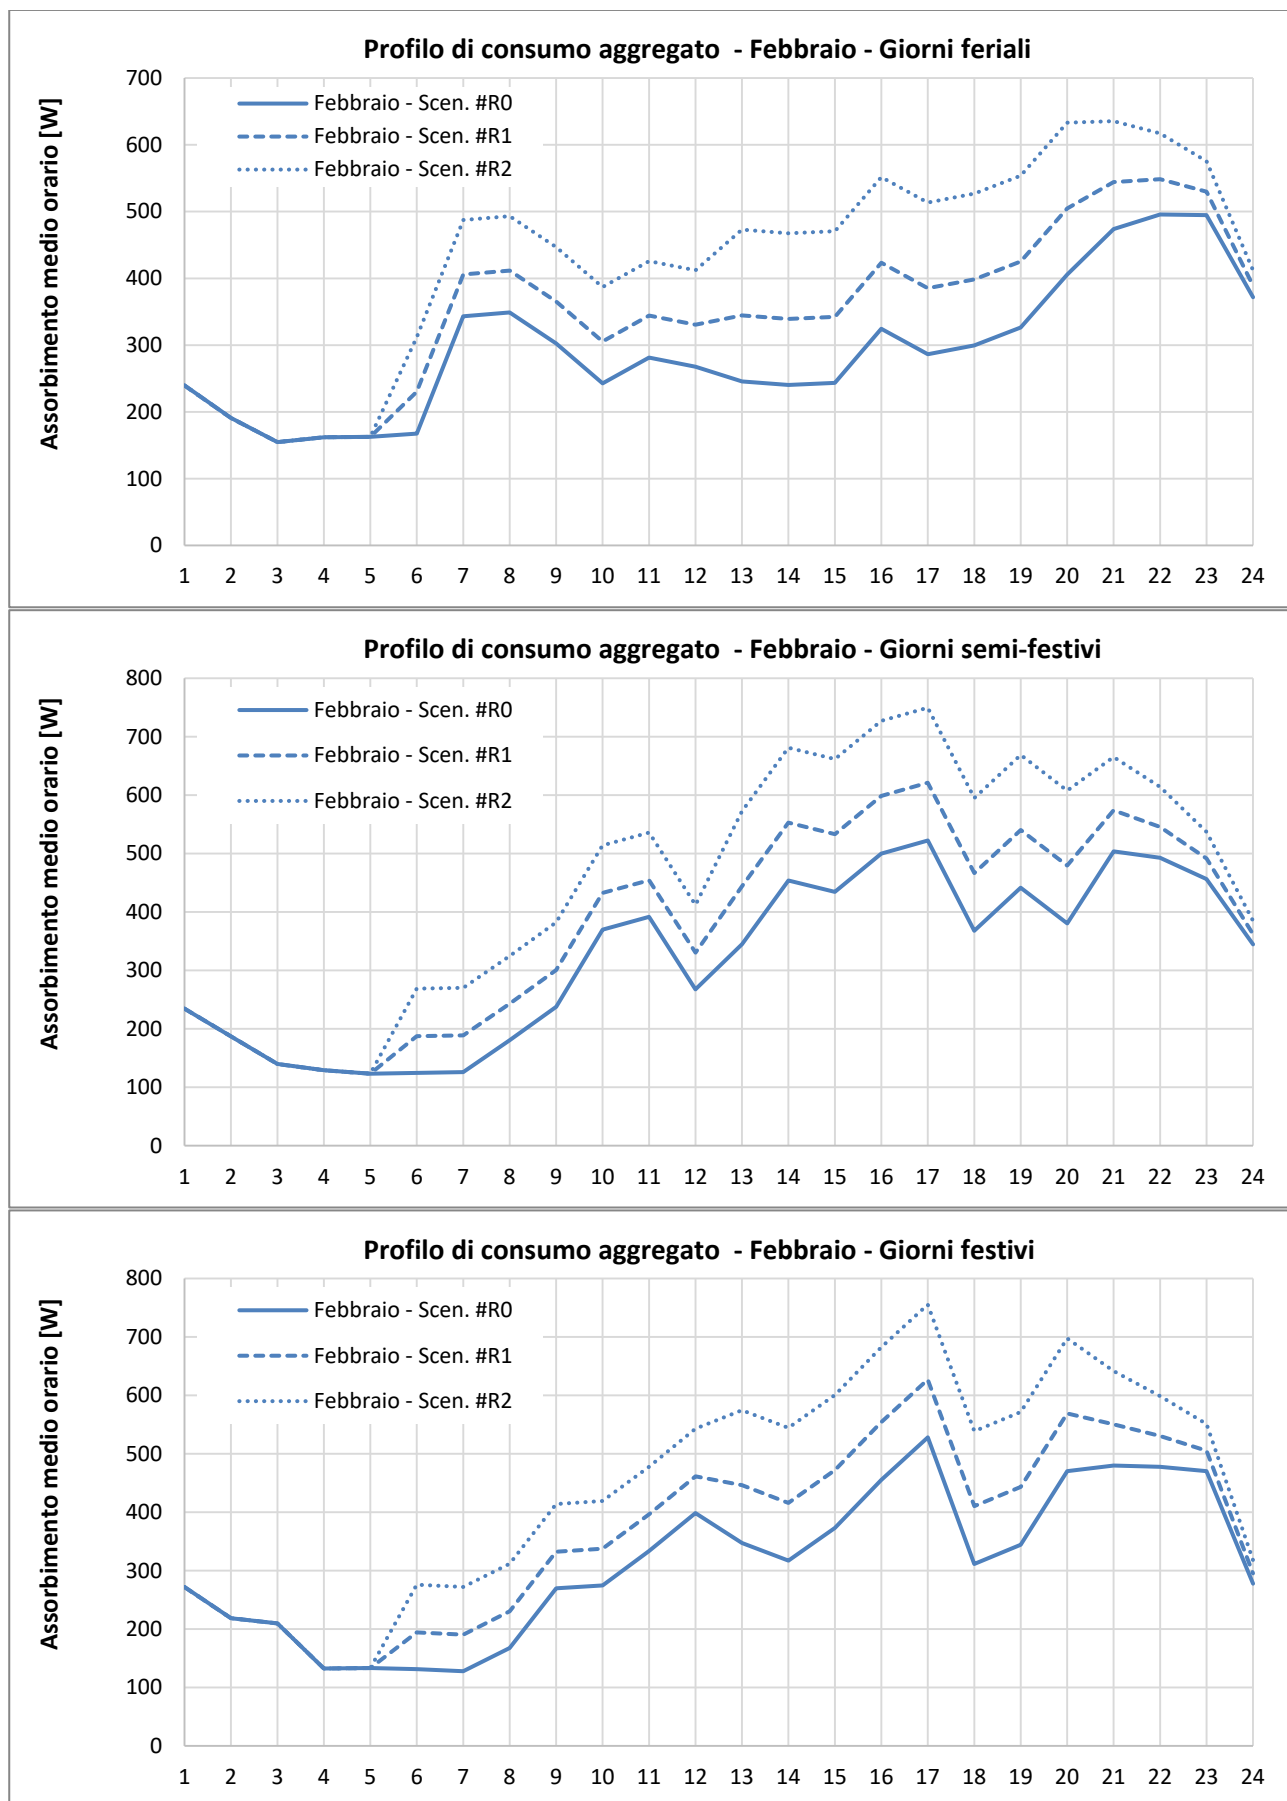 Profilo di consumo aggregato - Febbraio - Giorni feriali
Assorbimento medio orario [W]
700
600
500
400
300
200
100
0
Febbraio - Scen. #R0
Febbraio - Scen. #R1
Febbraio - Scen. #R2
1 2 3 4 5 6 7 8 9 10 11 12 13 14 15 16 17 18 19 20 21 22 23 24
Profilo di consumo aggregato - Febbraio - Giorni semi-festivi
Assorbimento medio orario [W]
800
700
600
500
400
300
200
100
0
Febbraio - Scen. #R0
Febbraio - Scen. #R1
Febbraio - Scen. #R2
1 2 3 4 5 6 7 8 9 10 11 12 13 14 15 16 17 18 19 20 21 22 23 24
Profilo di consumo aggregato - Febbraio - Giorni festivi
Assorbimento medio orario [W]
800
700
600
500
400
300
200
100
0
Febbraio - Scen. #R0
Febbraio - Scen. #R1
Febbraio - Scen. #R2
1 2 3 4 5 6 7 8 9 10 11 12 13 14 15 16 17 18 19 20 21 22 23 24